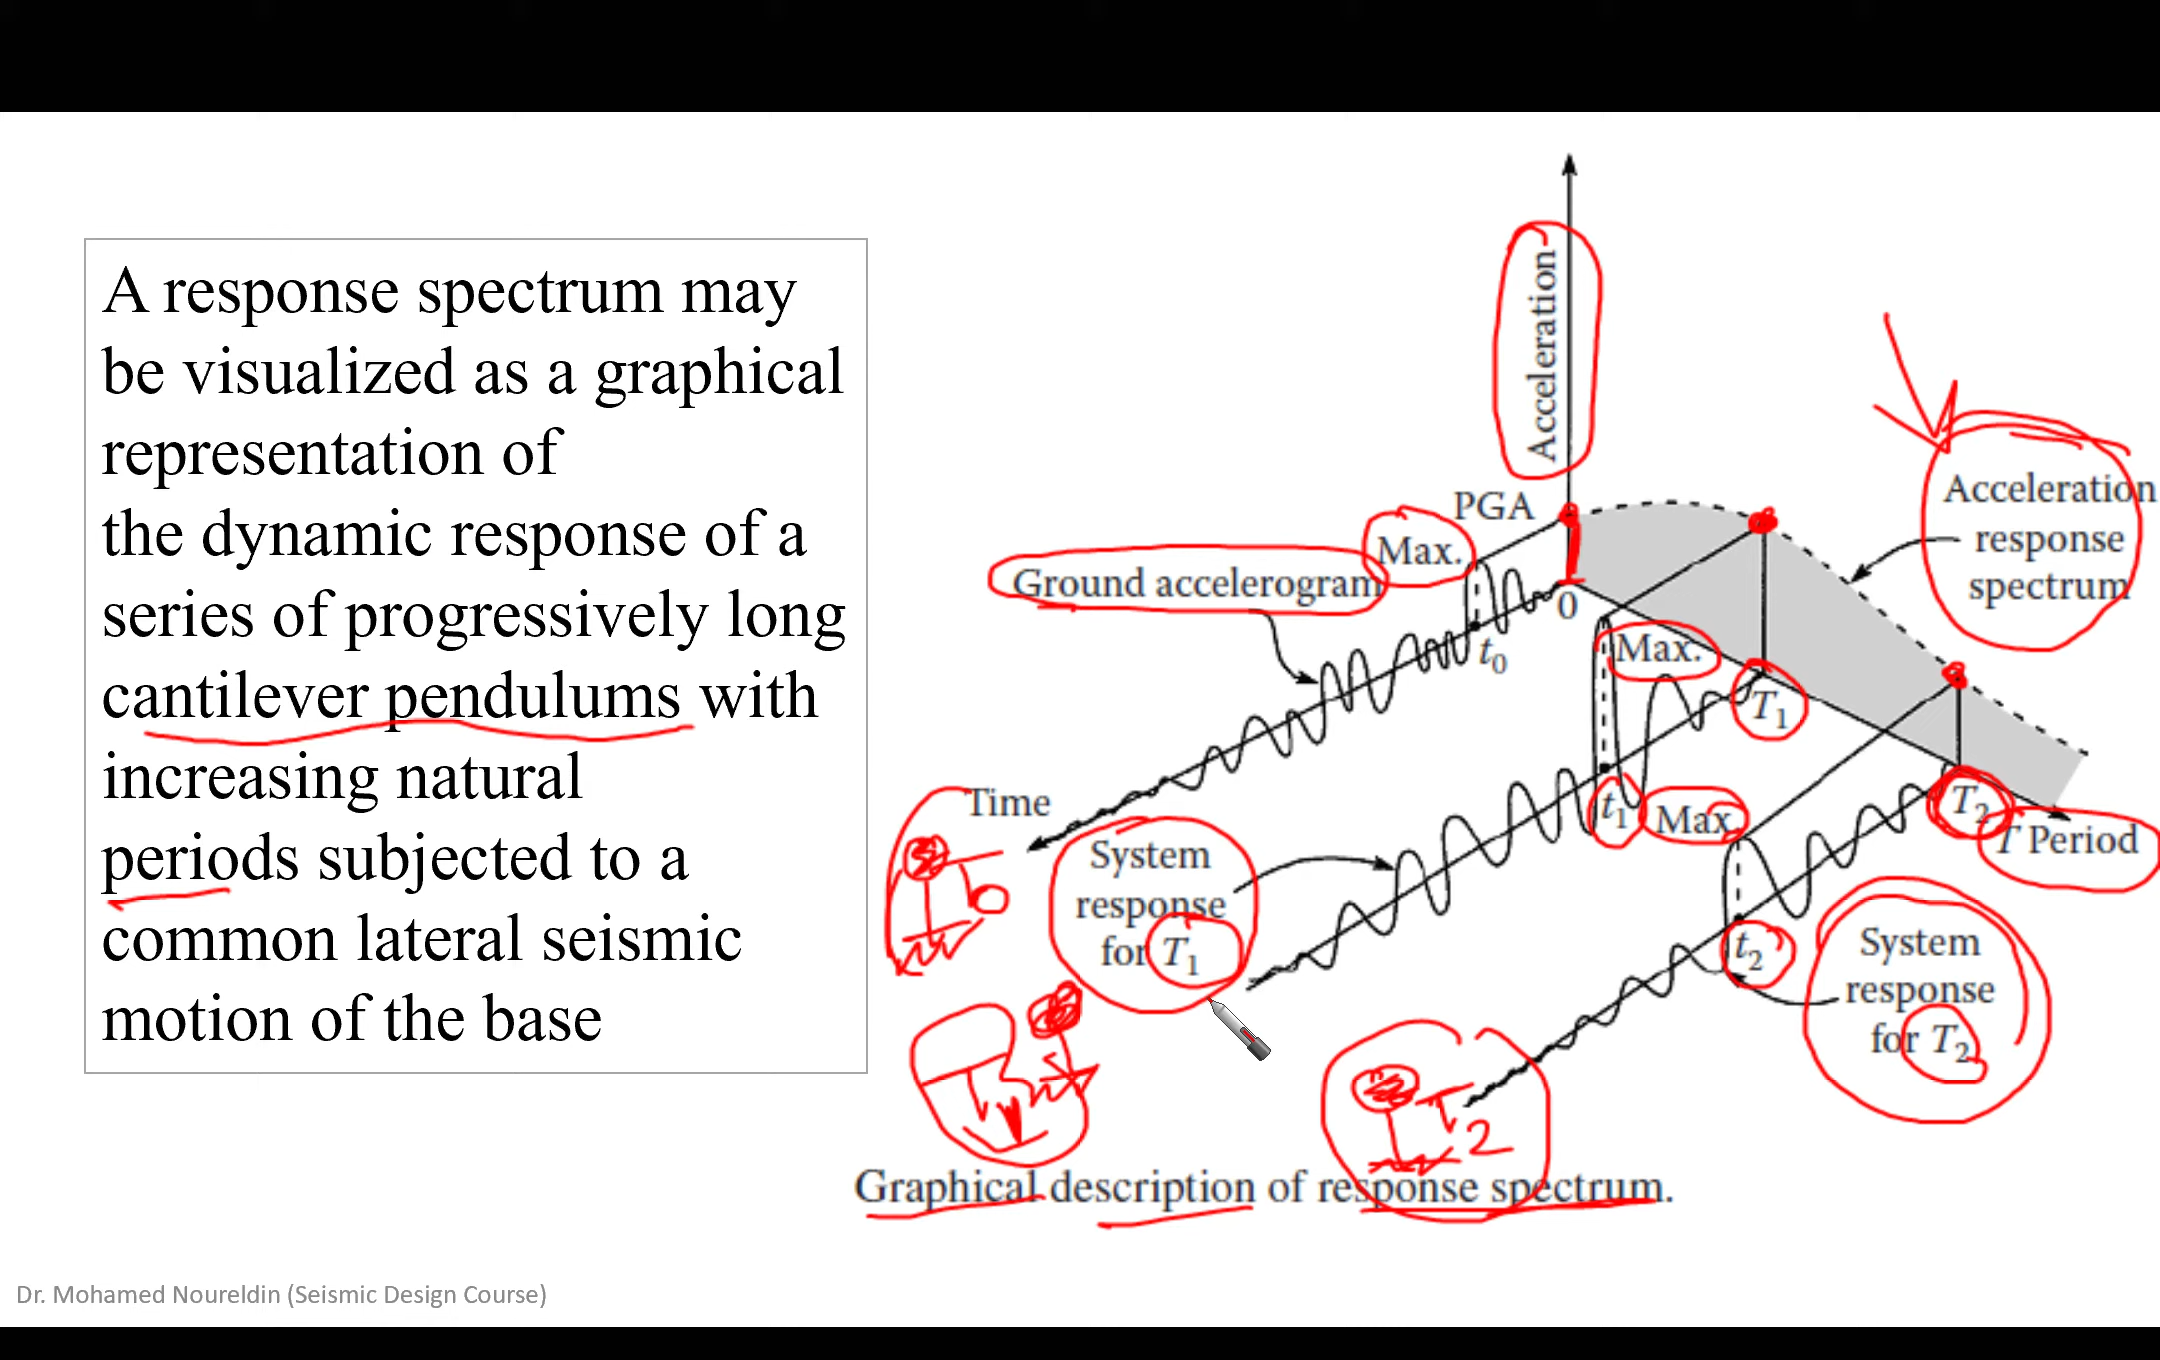 A response spectrum may
be visualized as a graphical
representation of
the dynamic response of a
series of progressively long
cantilever pendulums with
increasing natural
periods subjected to a
common lateral seismic
motion of the base
Acceleration
PGA
Max.
Ground accelerogram
0
t0
Acceleration
response
spectrum
Max.
T1
Time
t1
Max.
T2
T Period
System
response
for T1
t2
System
response
for T2
2
Graphical description of response spectrum.
Dr. Mohamed Noureldin (Seismic Design Course)